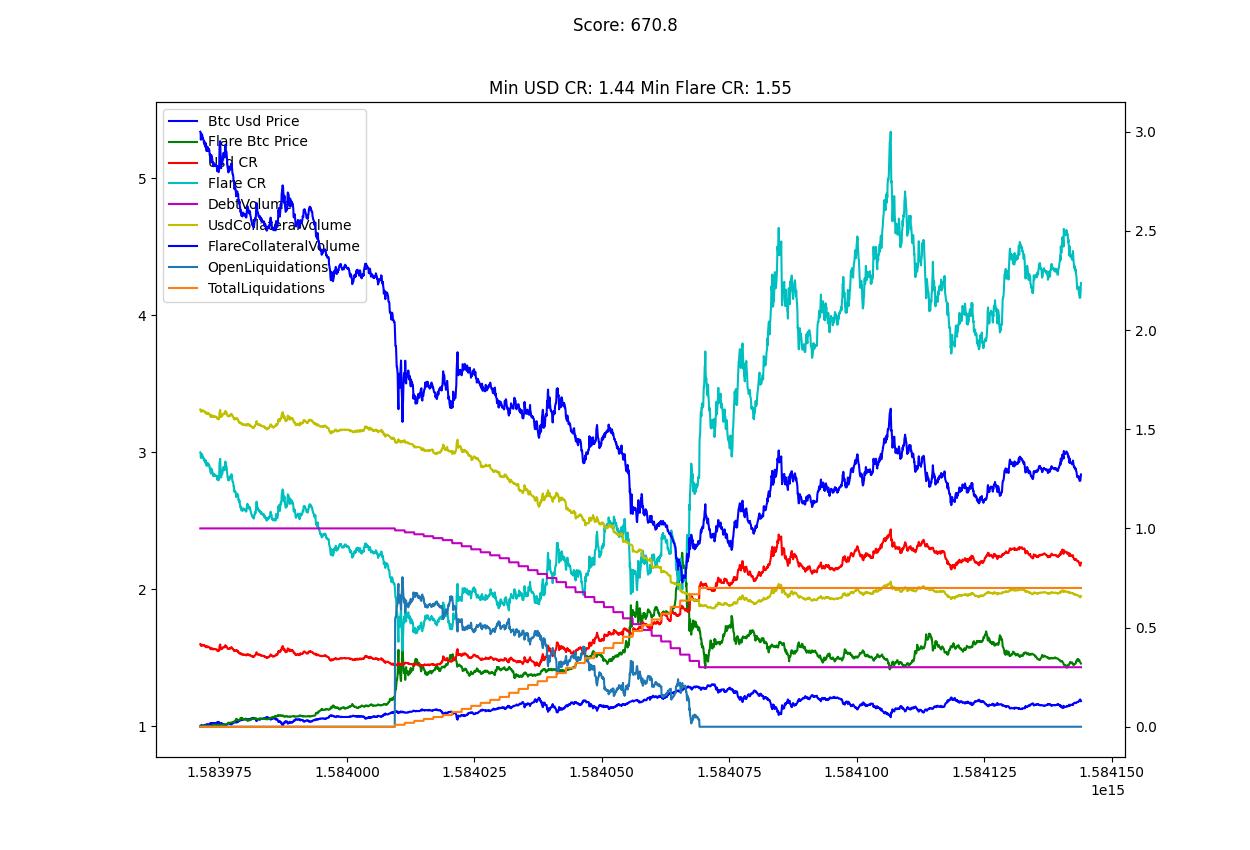 Score: 670.8
Min USD CR: 1.44 Min Flare CR: 1.55
Btc Usd Price
Flare Btc Price
Usd CR
Flare CR
DebtVolume
UsdCollateralVolume
FlareCollateralVolume
OpenLiquidations
TotalLiquidations
5
4
3
2
1
3.0
2.5
2.0
1.5
1.0
0.5
0.0
1.583975 1.584000 1.584025 1.584050 1.584075 1.584100 1.584125 1.584150
1e15